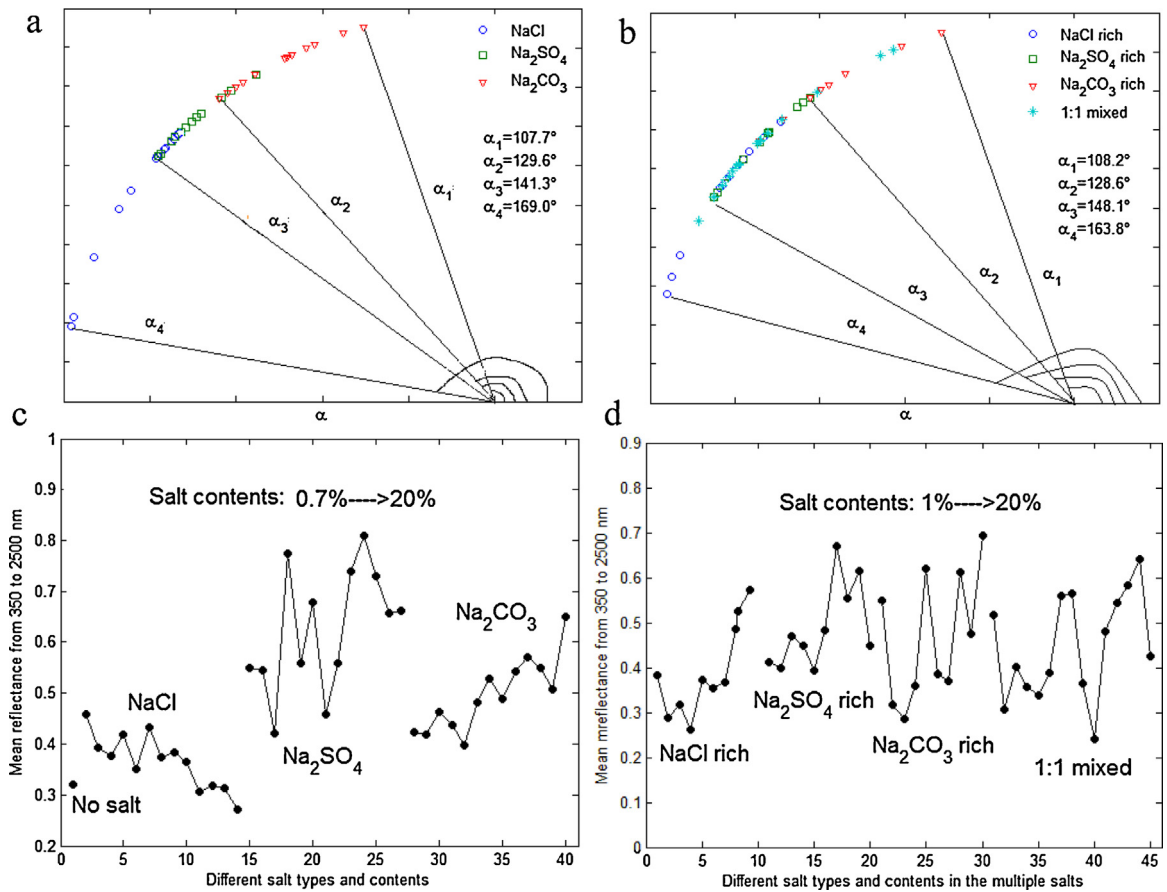 a
NaCl
Na2SO4
Na2CO3
α1=107.7°
α2=129.6°
α3=141.3°
α4=169.0°
α1
α2
α3
α4
α
b
NaCl rich
Na2SO4 rich
Na2CO3 rich
1:1 mixed
α1=108.2°
α2=128.6°
α3=148.1°
α4=163.8°
α1
α2
α3
α4
α
c
Mean reflectance from 350 to 2500 nm
1
0.9
0.8
0.7
0.6
0.5
0.4
0.3
0.2
Salt contents: 0.7%---->20%
NaCl
No salt
Na2SO4
Na2CO3
0 5 10 15 20 25 30 35 40
Different salt types and contents
d
Mean mreflectance from 350 to 2500 nm
0.9
0.8
0.7
0.6
0.5
0.4
0.3
0.2
0.1
0
Salt contents: 1%---->20%
NaCl rich
Na2SO4 rich
Na2CO3 rich
1:1 mixed
0 5 10 15 20 25 30 35 40 45
Different salt types and contents in the multiple salts